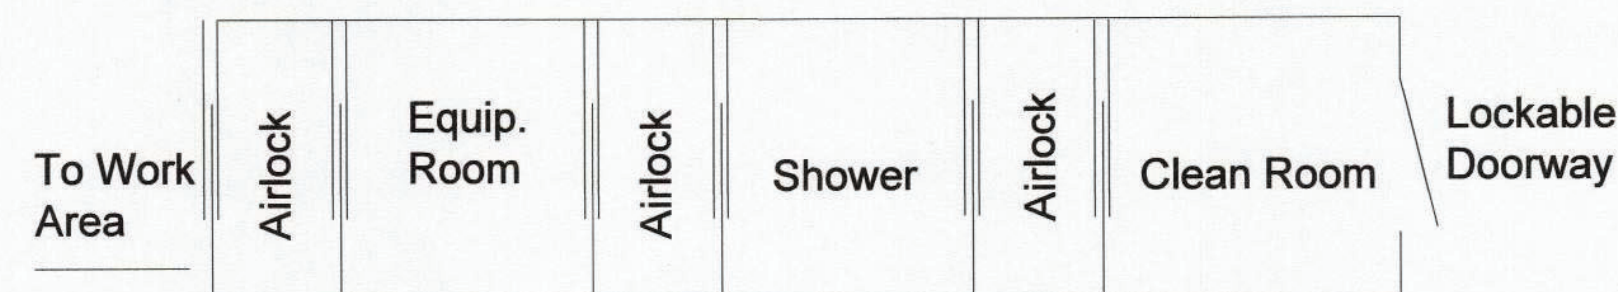 To Work
Area
Airlock
Equip.
Room
Airlock
Shower
Airlock
Clean Room
Lockable
Doorway